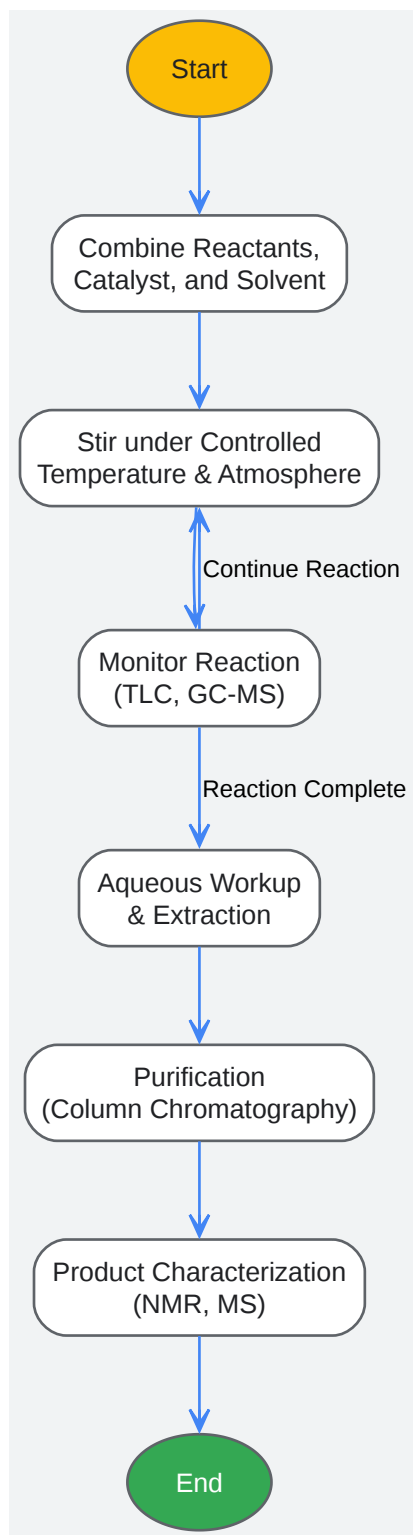 Start
Combine Reactants,
Catalyst, and Solvent
Stir under Controlled
Temperature & Atmosphere
Continue Reaction
Monitor Reaction
(TLC, GC-MS)
Reaction Complete
Aqueous Workup
& Extraction
Purification
(Column Chromatography)
Product Characterization
(NMR, MS)
End